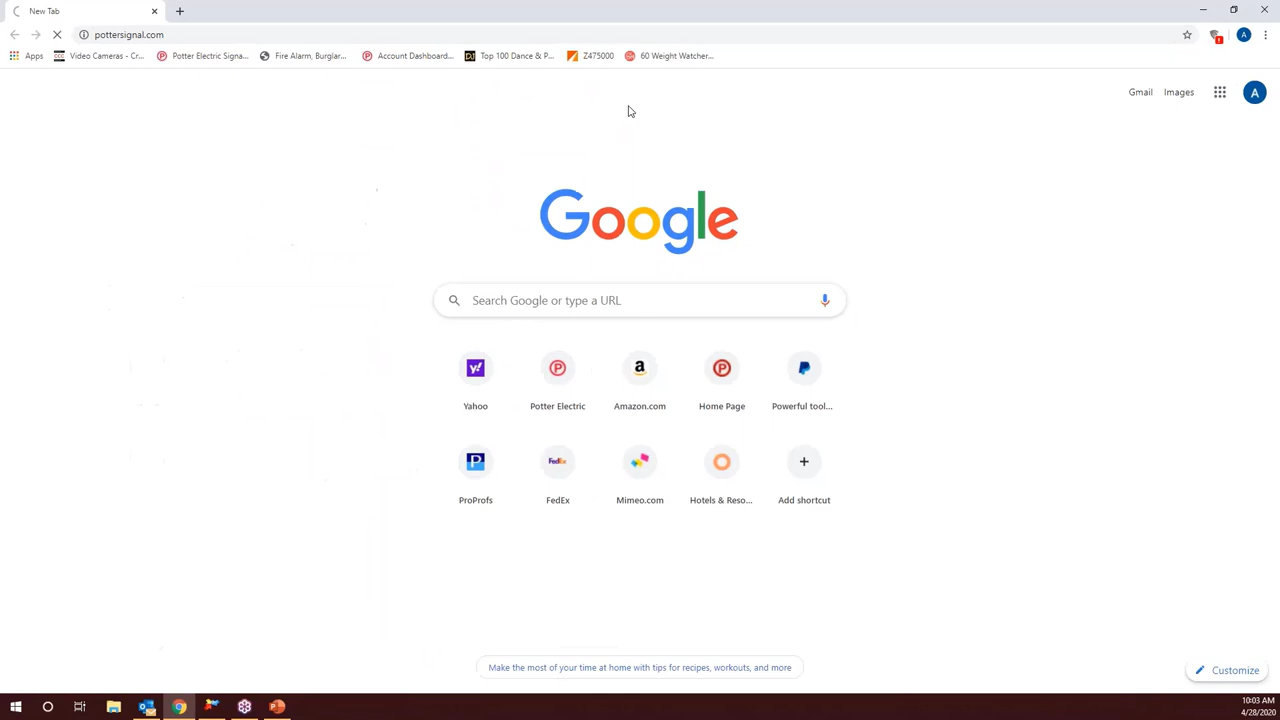 New Tab
pottersignal.com
A
Apps
Video Cameras - Cr...
Potter Electric Signa...
Fire Alarm, Burglar...
Account Dashboard...
Top 100 Dance & P...
Z475000
60 Weight Watcher...
Gmail
Images
A
Google
Search Google or type a URL
Yahoo
Potter Electric
Amazon.com
Home Page
Powerful tool...
ProProfs
FedEx
FedEx
Mimeo.com
Hotels & Reso...
Add shortcut
Make the most of your time at home with tips for recipes, workouts, and more
Customize
10:03 AM
4/28/2020